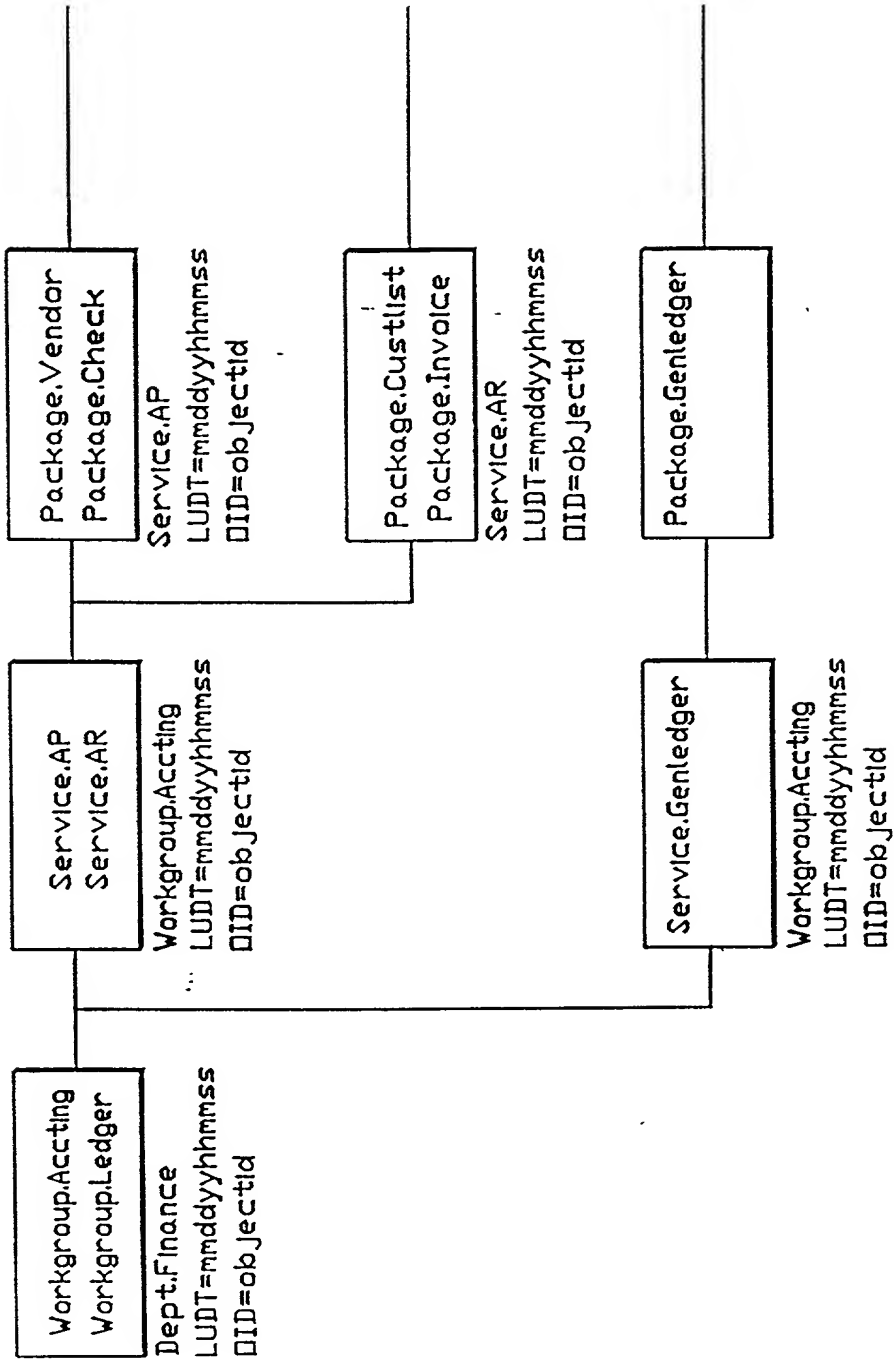 Workgroup.Accting
Workgroup.Ledger
Dept.Finance
LUDT=mmddyyhhmmss
OID=objectid
Service.AP
Service.AR
Workgroup.Accting
LUDT=mmddyyhhmmss
OID=objectid
Package.Vendor
Package.Check
Service.AP
LUDT=mmddyyhhmmss
OID=objectid
Package.Custlist
Package.Invoice
Service.AR
LUDT=mmddyyhhmmss
OID=objectid
Service.Genledger
Workgroup.Accting
LUDT=mmddyyhhmmss
OID=objectid
Package.Genledger